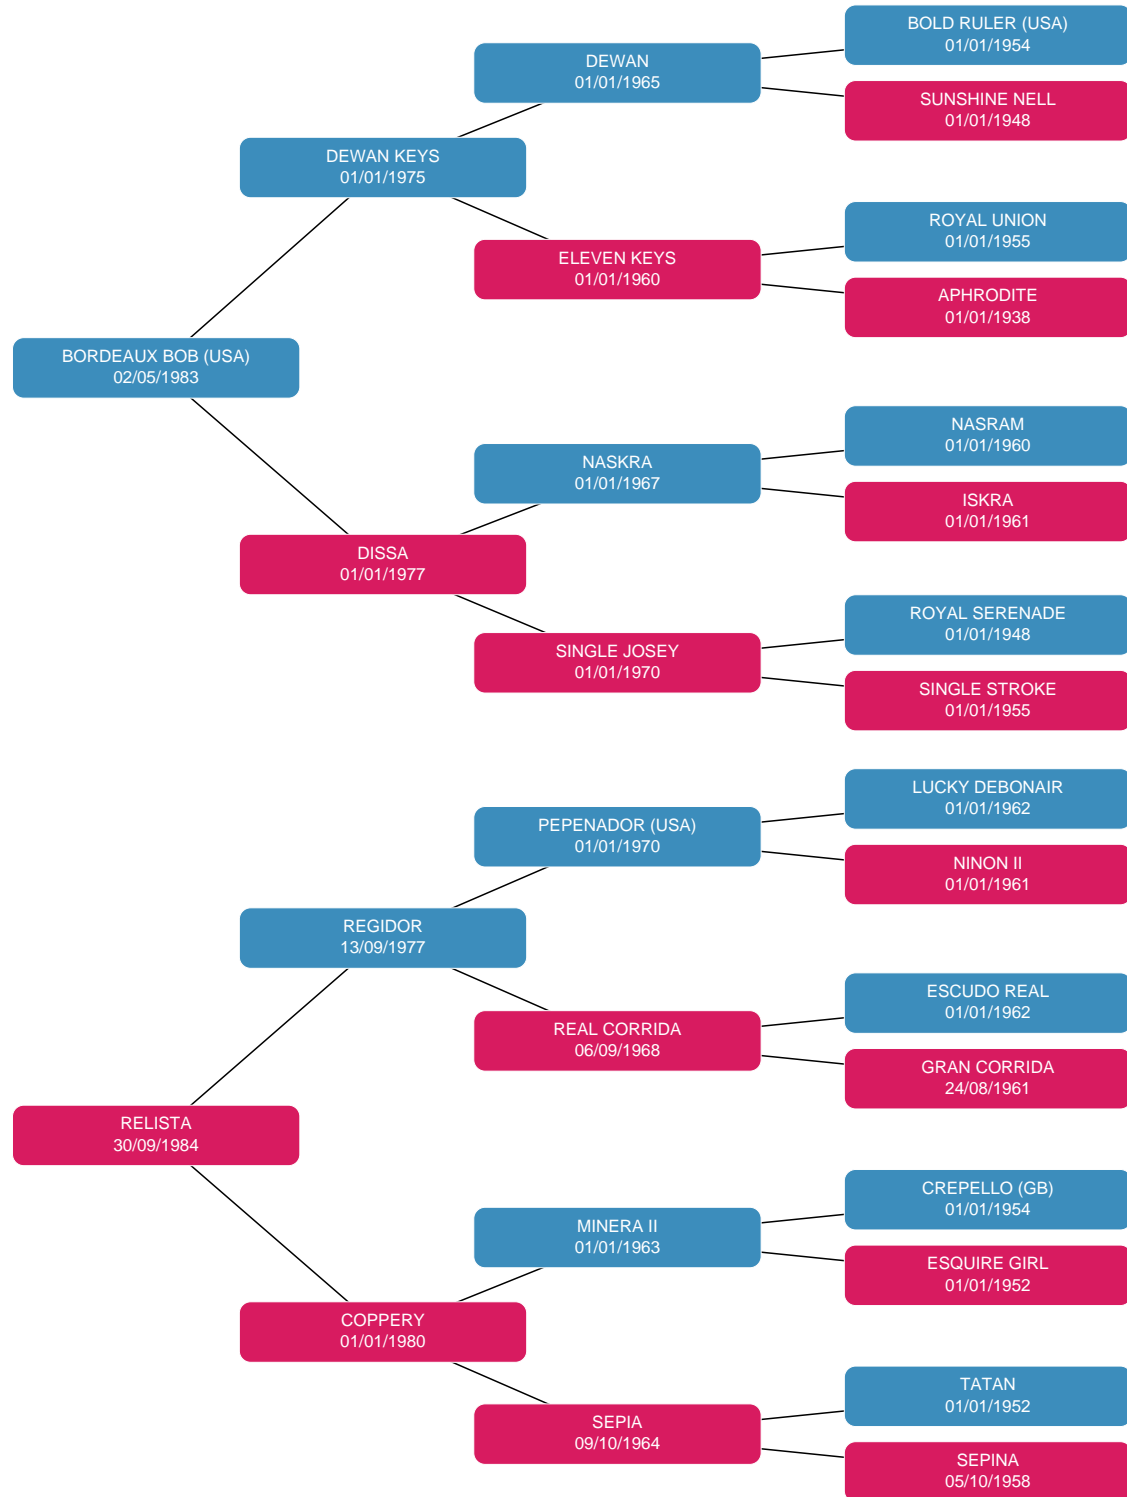 BOLD RULER (USA)
01/01/1954
DEWAN
01/01/1965
SUNSHINE NELL
01/01/1948
DEWAN KEYS
01/01/1975
ROYAL UNION
01/01/1955
ELEVEN KEYS
01/01/1960
APHRODITE
01/01/1938
BORDEAUX BOB (USA)
02/05/1983
NASRAM
01/01/1960
NASKRA
01/01/1967
ISKRA
01/01/1961
DISSA
01/01/1977
ROYAL SERENADE
01/01/1948
SINGLE JOSEY
01/01/1970
SINGLE STROKE
01/01/1955
LUCKY DEBONAIR
01/01/1962
PEPENADOR (USA)
01/01/1970
NINON II
01/01/1961
REGIDOR
13/09/1977
ESCUDO REAL
01/01/1962
REAL CORRIDA
06/09/1968
GRAN CORRIDA
24/08/1961
RELISTA
30/09/1984
CREPELLO (GB)
01/01/1954
MINERA II
01/01/1963
ESQUIRE GIRL
01/01/1952
COPPERY
01/01/1980
TATAN
01/01/1952
SEPIA
09/10/1964
SEPINA
05/10/1958